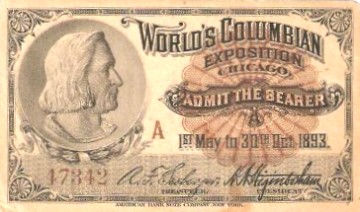 WORLD'S COLUMBIAN
EXPOSITION
CHICAGO
ADMIT THE BEARER
A
A
1ST May to 30TH Oct. 1893.
17342
TREASURER. PRESIDENT
AMERICAN BANK NOTE COMPANY, NEW YORK.